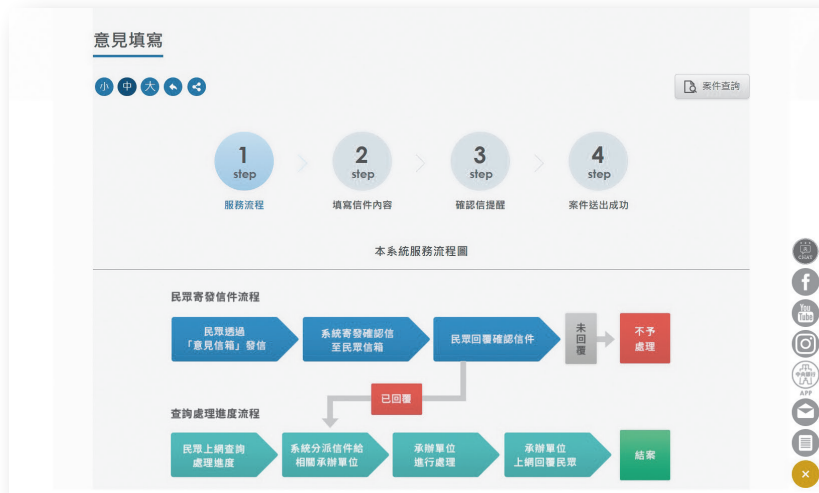 意見填寫
小 中 大
案件查詢
1
step
2
step
3
step
4
step
服務流程
填寫信件內容
確認信提醒
案件送出成功
本系統服務流程圖
民眾寄發信件流程
民眾透過
「意見信箱」發信
系統寄發確認信
至民眾信箱
民眾回覆確認信件
未
回
覆
不予
處理
已回覆
查詢處理進度流程
民眾上網查詢
處理進度
系統分派信件給
相關承辦單位
承辦單位
進行處理
承辦單位
上網回覆民眾
結案
CHAT
You
Tube
中央銀行
APP